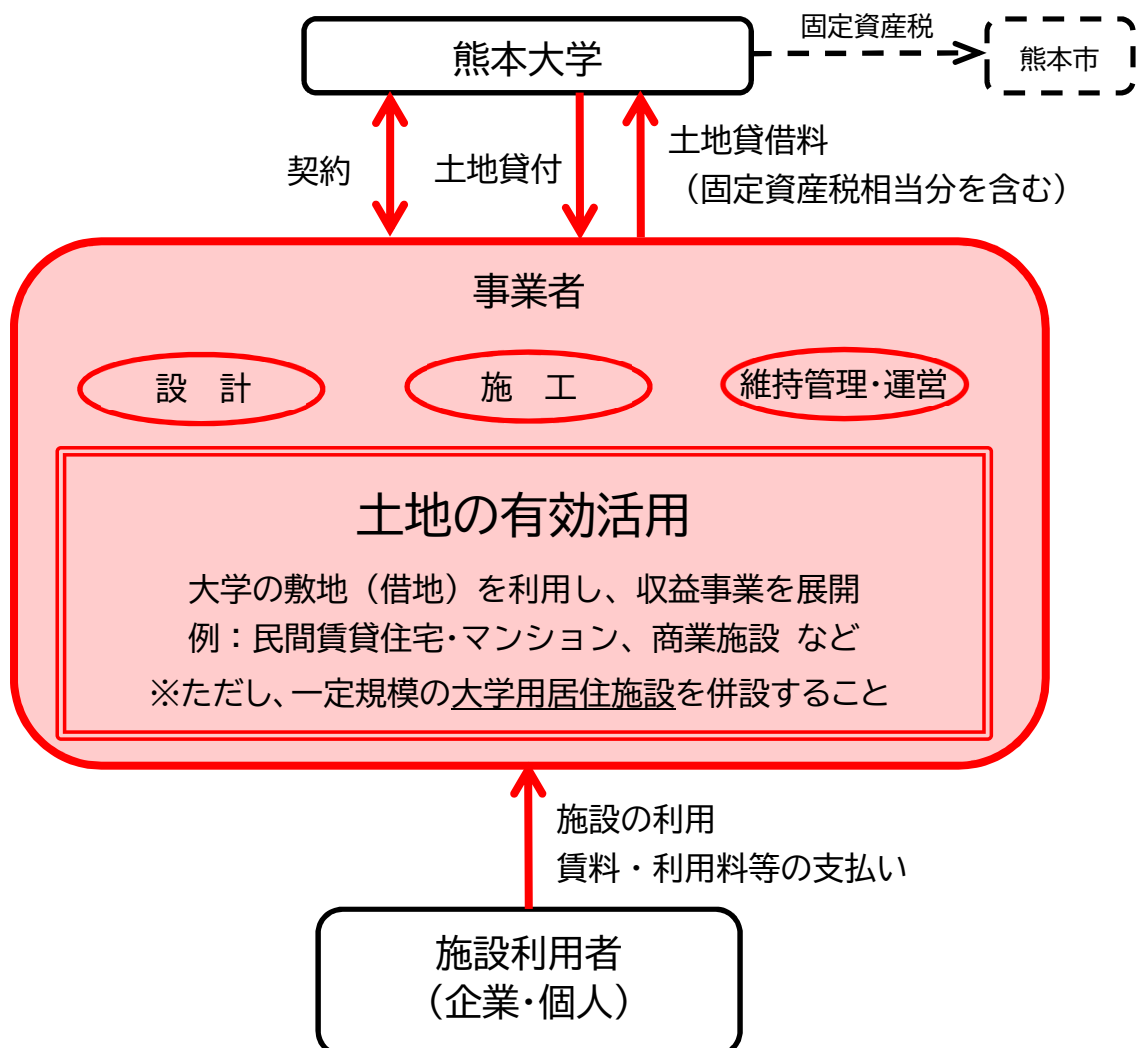 熊本大学
固定資産税
熊本市
契約
土地貸付
土地貸借料
（固定資産税相当分を含む）
事業者
設　計
施　工
維持管理･運営
土地の有効活用
大学の敷地（借地）を利用し、収益事業を展開
例：民間賃貸住宅･マンション、商業施設 など
※ただし、一定規模の大学用居住施設を併設すること
施設の利用
賃料・利用料等の支払い
施設利用者
（企業･個人）